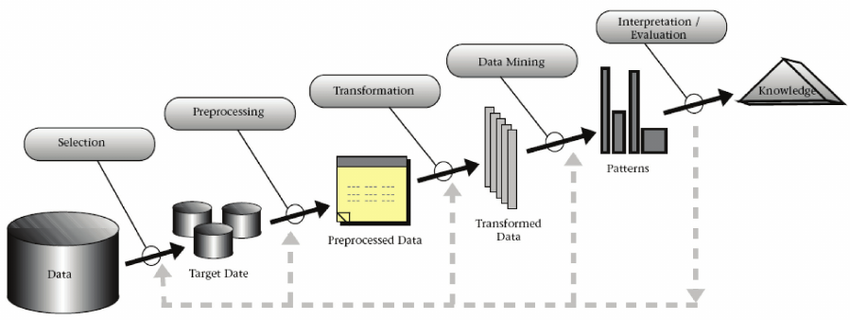 Interpretation /
Evaluation
Data Mining
Transformation
Preprocessing
Selection
Knowledge
Patterns
Transformed
Data
Preprocessed Data
Target Date
Data